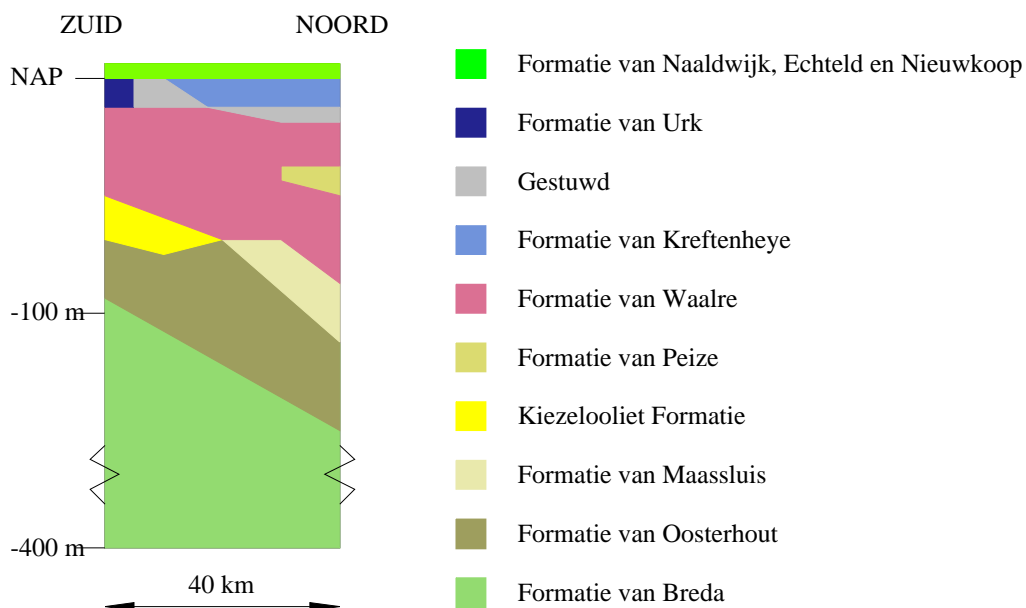 ZUID NOORD
NAP
-100 m
-400 m
40 km
Formatie van Naaldwijk, Echteld en Nieuwkoop
Formatie van Urk
Gestuwd
Formatie van Kreftenheye
Formatie van Waalre
Formatie van Peize
Kiezelooliet Formatie
Formatie van Maassluis
Formatie van Oosterhout
Formatie van Breda